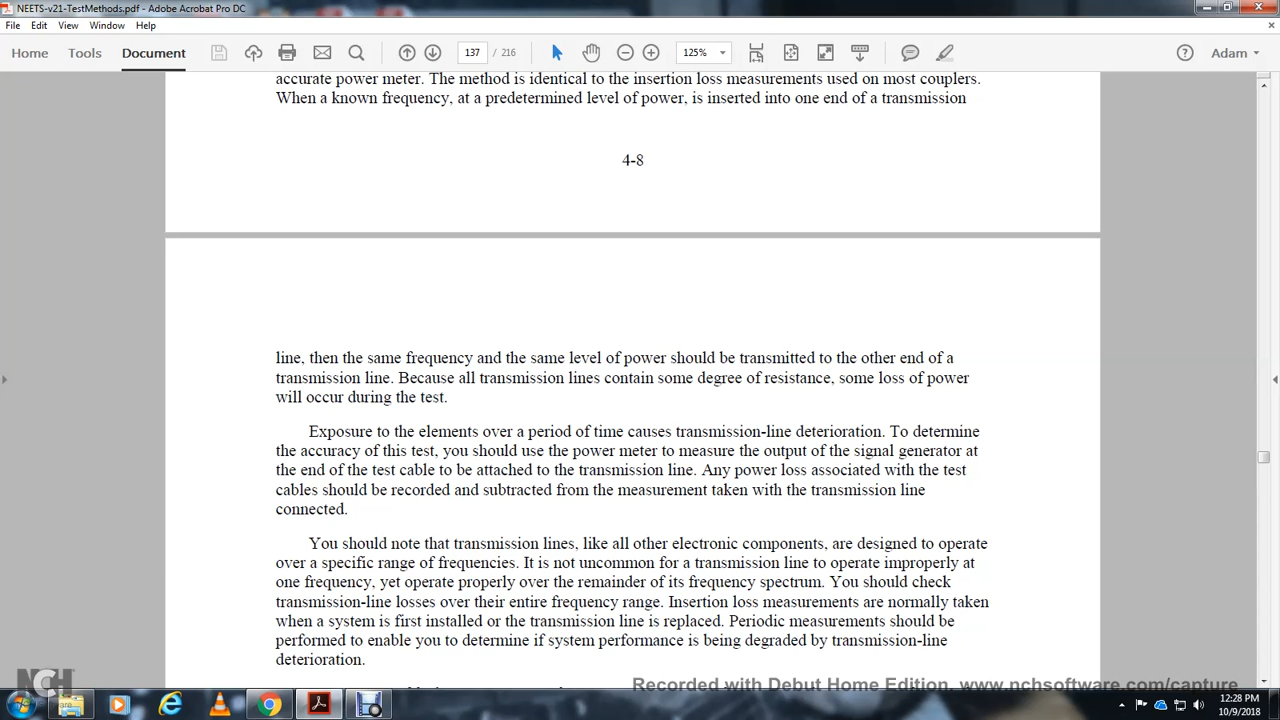 NEETS-v21-TestMethods.pdf - Adobe Acrobat Pro DC
File Edit View Window Help
Home Tools Document 137 / 216 125% Adam
accurate power meter. The method is identical to the insertion loss measurements used on most couplers.
When a known frequency, at a predetermined level of power, is inserted into one end of a transmission
4-8
line, then the same frequency and the same level of power should be transmitted to the other end of a
transmission line. Because all transmission lines contain some degree of resistance, some loss of power
will occur during the test.
Exposure to the elements over a period of time causes transmission-line deterioration. To determine
the accuracy of this test, you should use the power meter to measure the output of the signal generator at
the end of the test cable to be attached to the transmission line. Any power loss associated with the test
cables should be recorded and subtracted from the measurement taken with the transmission line
connected.
You should note that transmission lines, like all other electronic components, are designed to operate
over a specific range of frequencies. It is not uncommon for a transmission line to operate improperly at
one frequency, yet operate properly over the remainder of its frequency spectrum. You should check
transmission-line losses over their entire frequency range. Insertion loss measurements are normally taken
when a system is first installed or the transmission line is replaced. Periodic measurements should be
performed to enable you to determine if system performance is being degraded by transmission-line
deterioration.
NCH
Recorded with Debut Home Edition. www.nchsoftware.com/capture
12:28 PM
10/9/2018